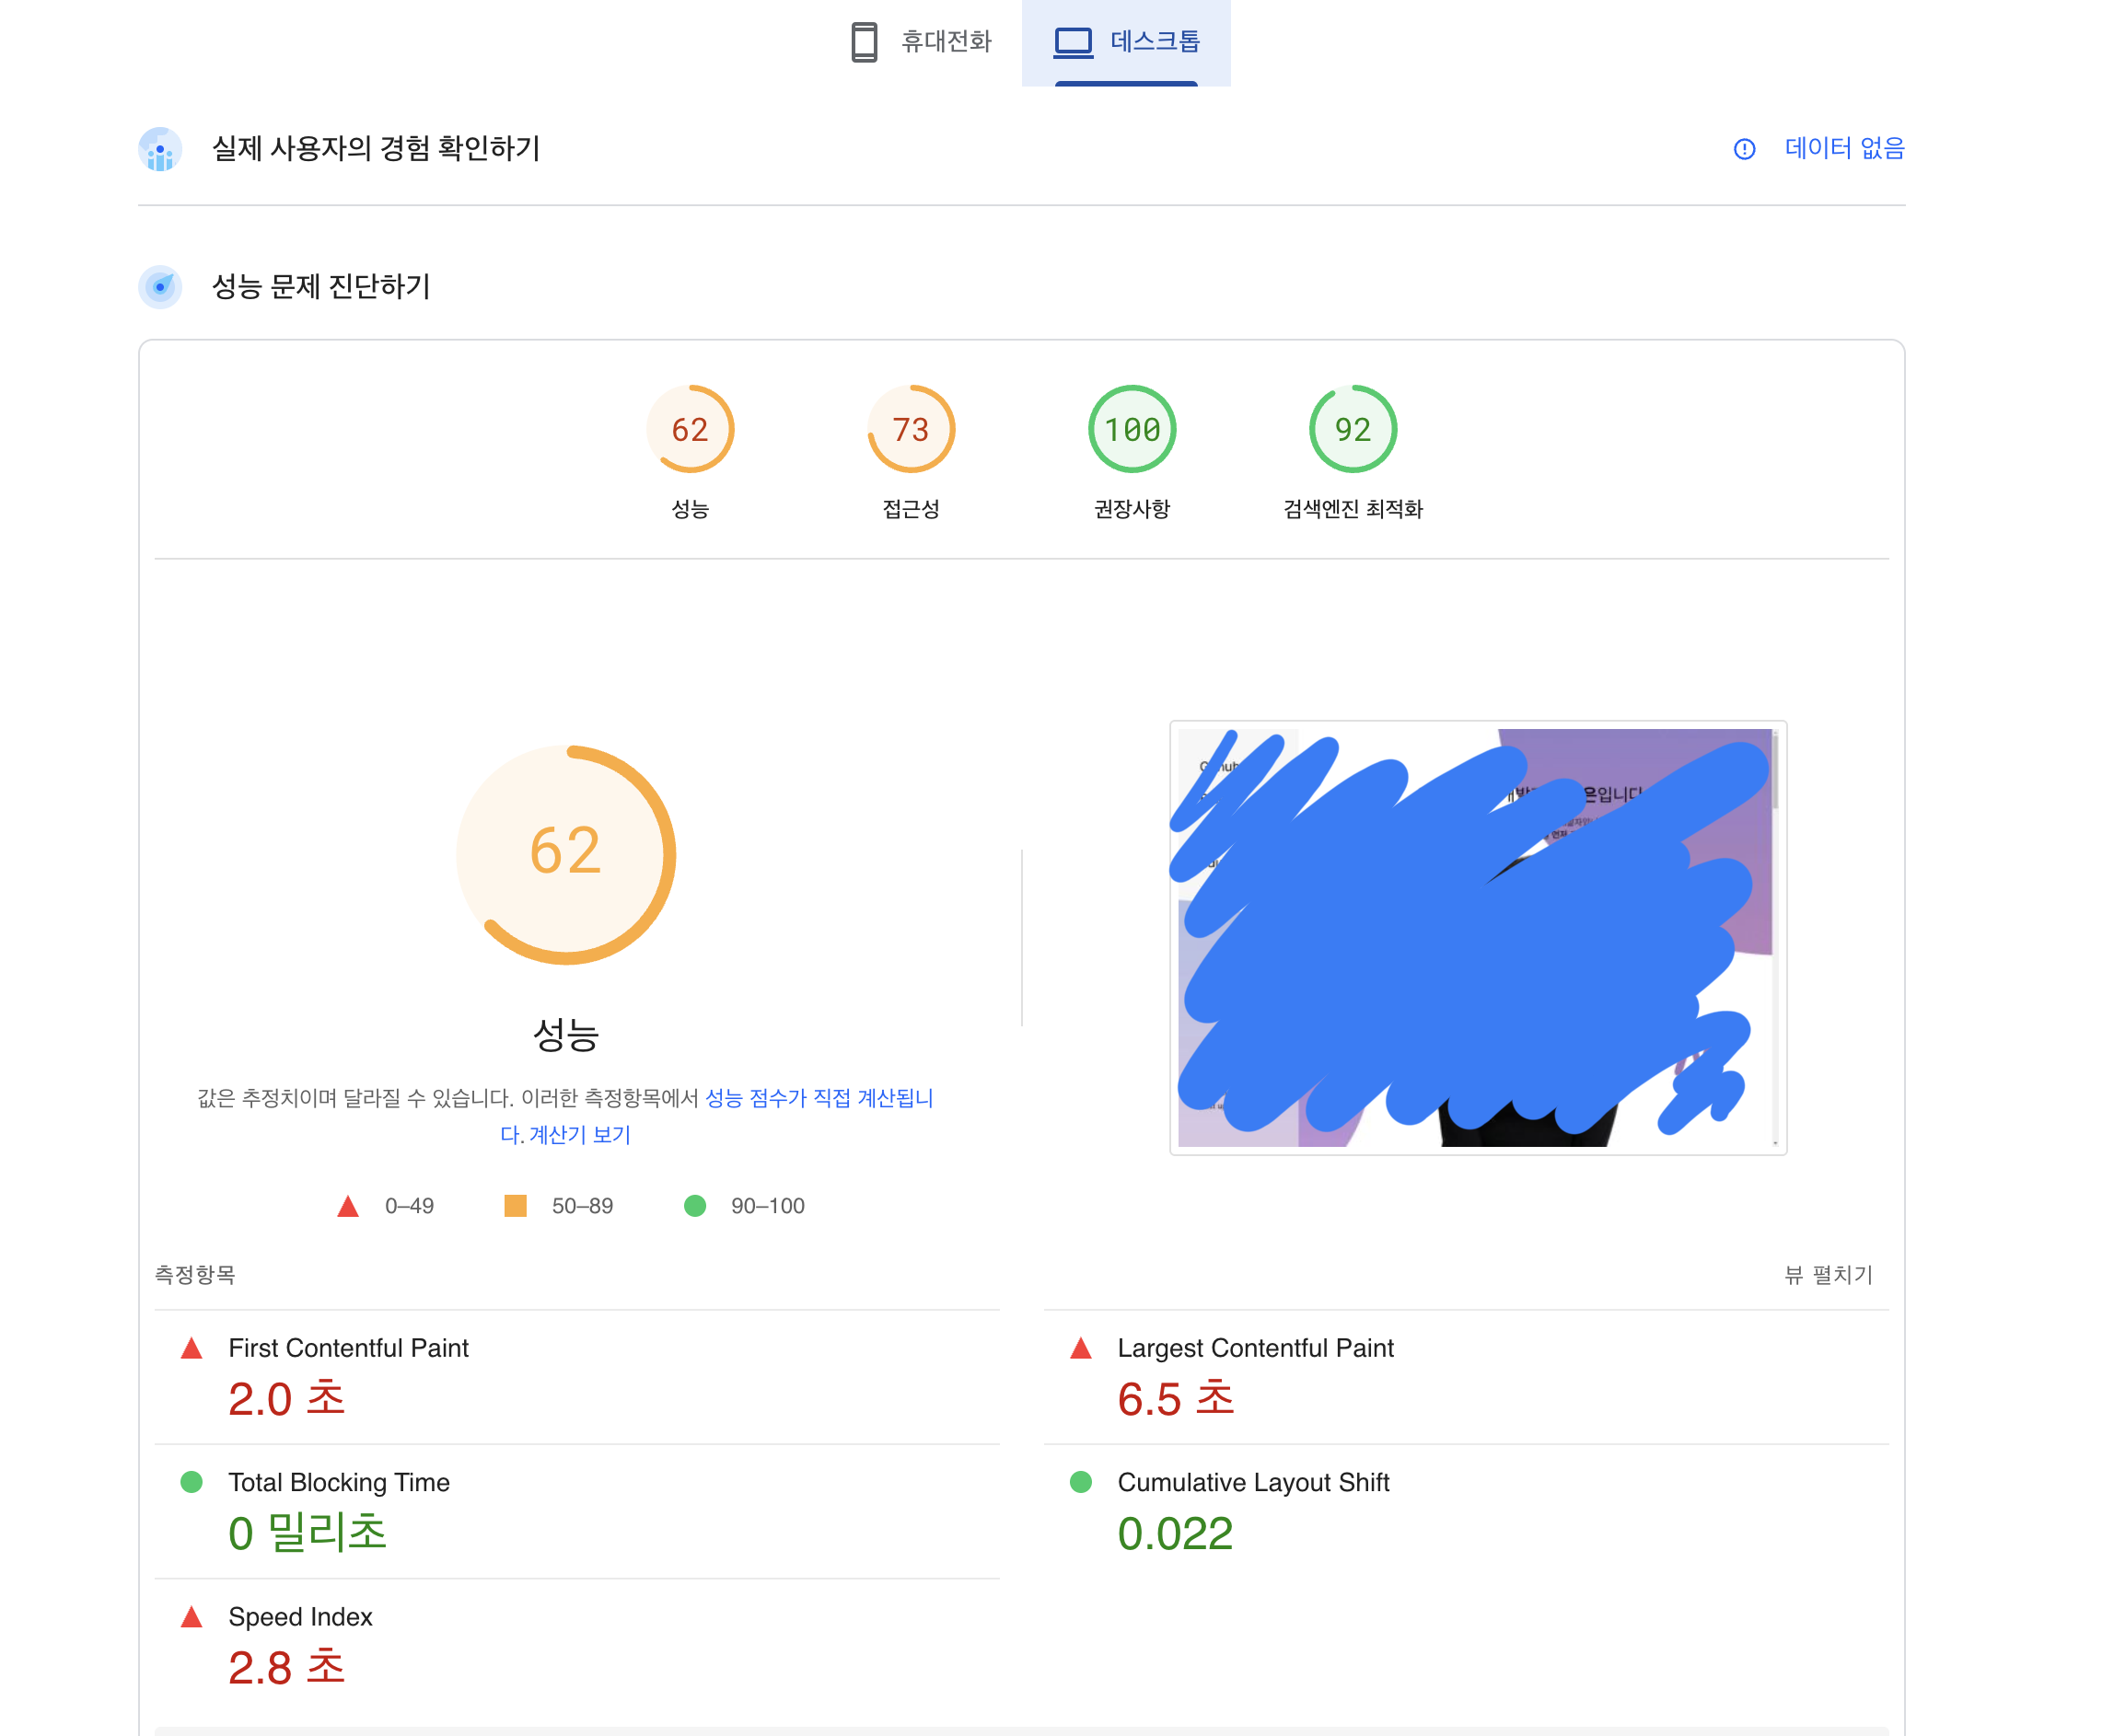 휴대전화
데스크톱
실제 사용자의 경험 확인하기
데이터 없음
성능 문제 진단하기
62
73
100
92
성능
접근성
권장사항
검색엔진 최적화
62
성능
값은 추정치이며 달라질 수 있습니다. 이러한 측정항목에서 성능 점수가 직접 계산됩니
다. 계산기 보기
0–49
50–89
90–100
측정항목
뷰 펼치기
First Contentful Paint
2.0 초
Largest Contentful Paint
6.5 초
Total Blocking Time
0 밀리초
Cumulative Layout Shift
0.022
Speed Index
2.8 초